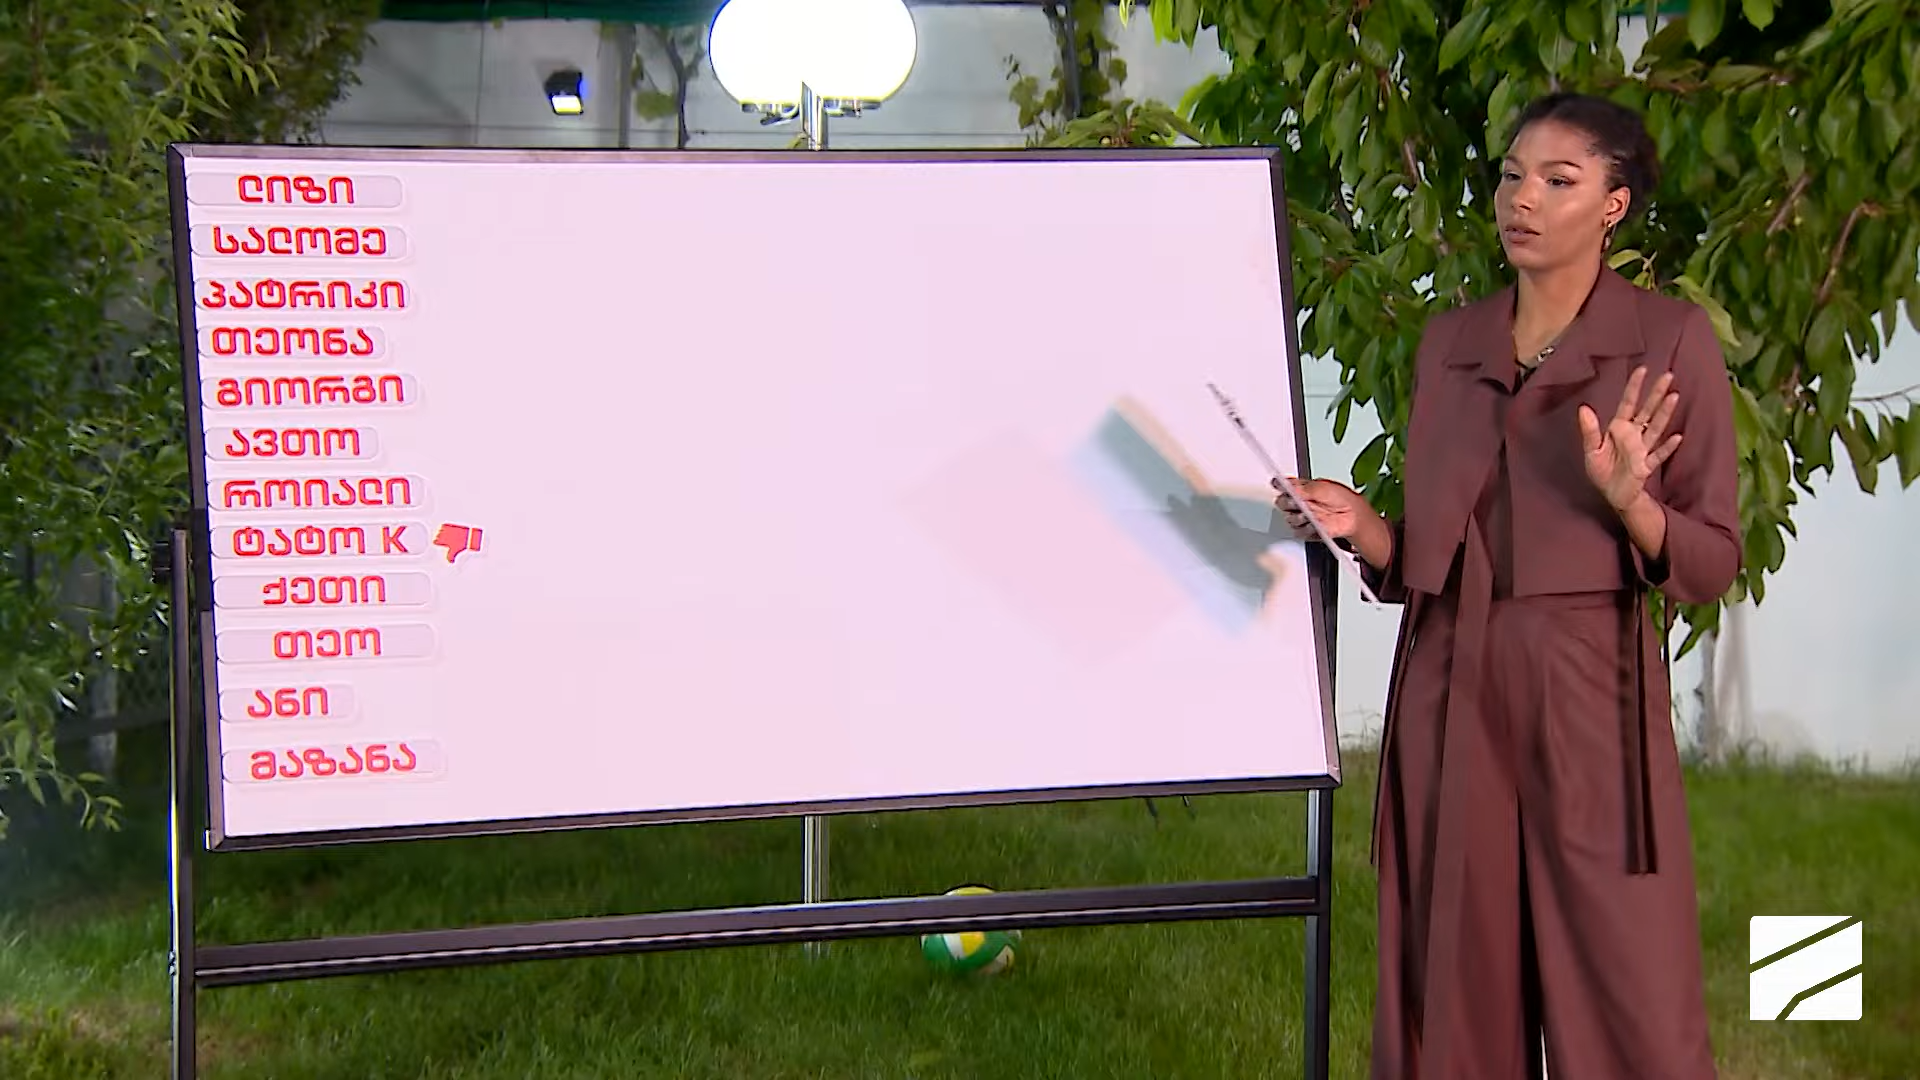 ლიზი
სალომე
პატრიკი
თეონა
გიორგი
ავთო
როიალი
ტატო K
ქეთი
თეო
ანი
მაზანა